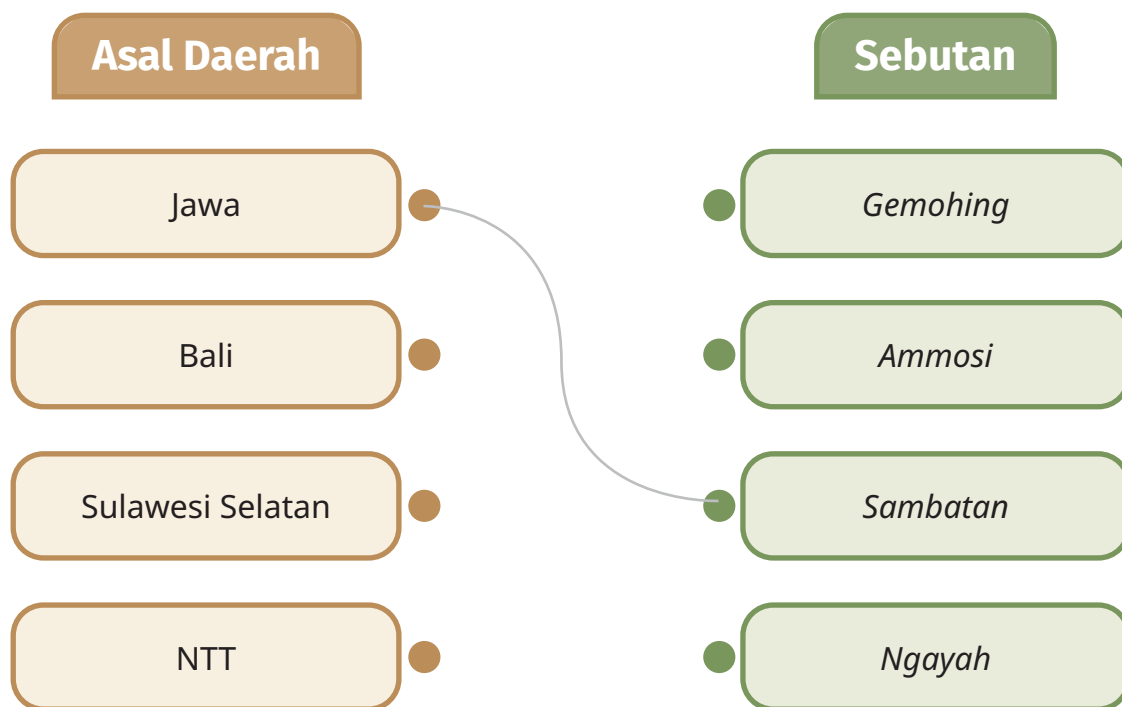 Asal Daerah
Sebutan
Jawa
Gemohing
Bali
Ammosi
Sulawesi Selatan
Sambatan
NTT
Ngayah